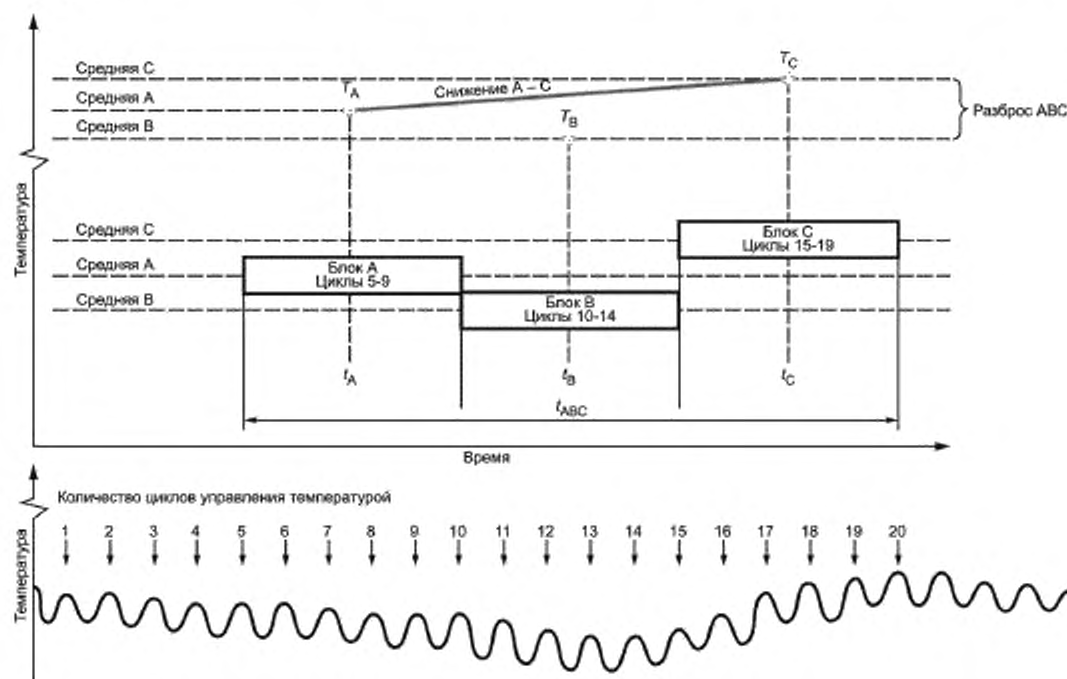 Средняя C
Средняя A
Средняя B
T_A
Снижение A – C
T_B
T_C
Разброс ABC
Температура
Средняя C
Средняя A
Средняя B
Блок A
Циклы 5-9
Блок B
Циклы 10-14
Блок C
Циклы 15-19
t_A
t_B
t_C
t_ABC
Время
Температура
Количество циклов управления температурой
1 2 3 4 5 6 7 8 9 10 11 12 13 14 15 16 17 18 19 20